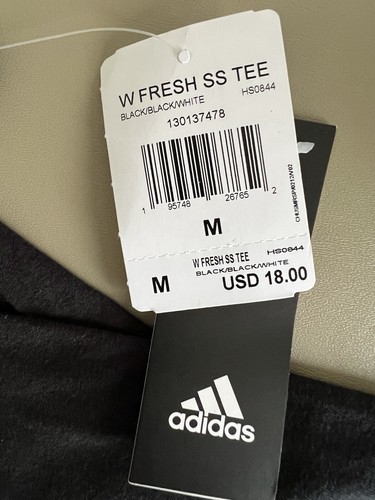 W FRESH SS TEE
BLACK/BLACK/WHITE HS0844
130137478
1 95748 26765 2
M
W FRESH SS TEE HS0844
BLACK/BLACK/WHITE
M USD 18.00
adidas